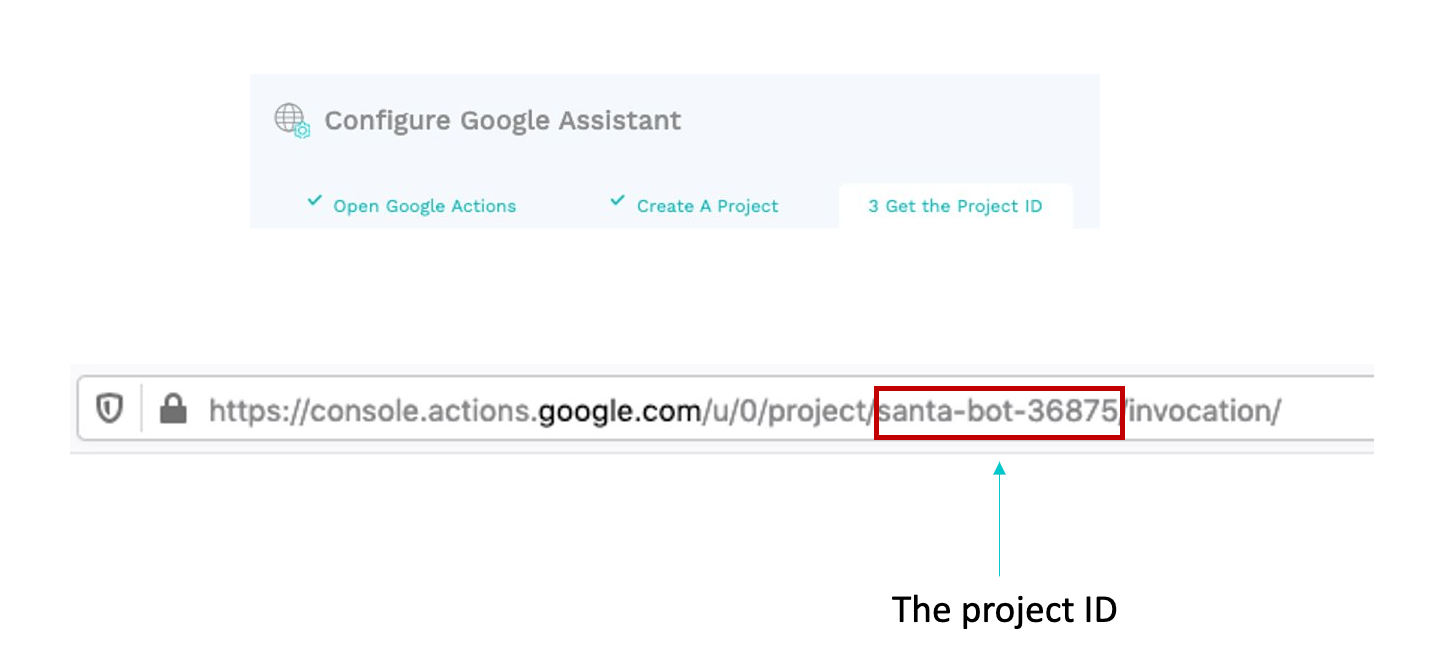 Configure Google Assistant
Open Google Actions
Create A Project
3 Get the Project ID
https://console.actions.google.com/u/0/project/santa-bot-36875/invocation/
The project ID